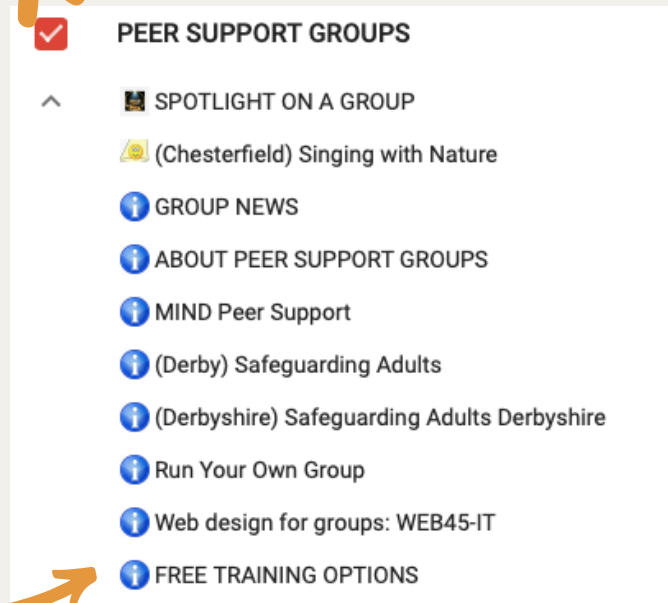 PEER SUPPORT GROUPS
SPOTLIGHT ON A GROUP
(Chesterfield) Singing with Nature
GROUP NEWS
ABOUT PEER SUPPORT GROUPS
MIND Peer Support
(Derby) Safeguarding Adults
(Derbyshire) Safeguarding Adults Derbyshire
Run Your Own Group
Web design for groups: WEB45-IT
FREE TRAINING OPTIONS